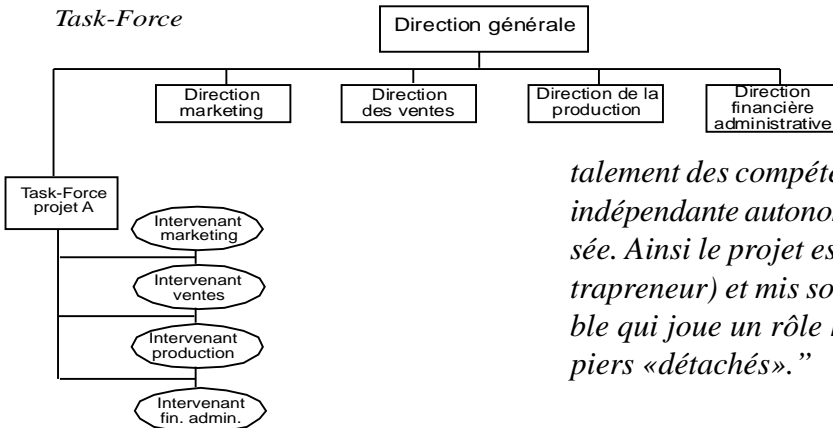 Task-Force
Direction générale
Direction
marketing
Direction
des ventes
Direction de la
production
Direction
financière
administrative
Task-Force
projet A
Intervenant
marketing
Intervenant
ventes
Intervenant
production
Intervenant
fin. admin.
talement des compéte
indépendante autono
sée. Ainsi le projet es
trapreneur) et mis so
ble qui joue un rôle
piers «détachés».”